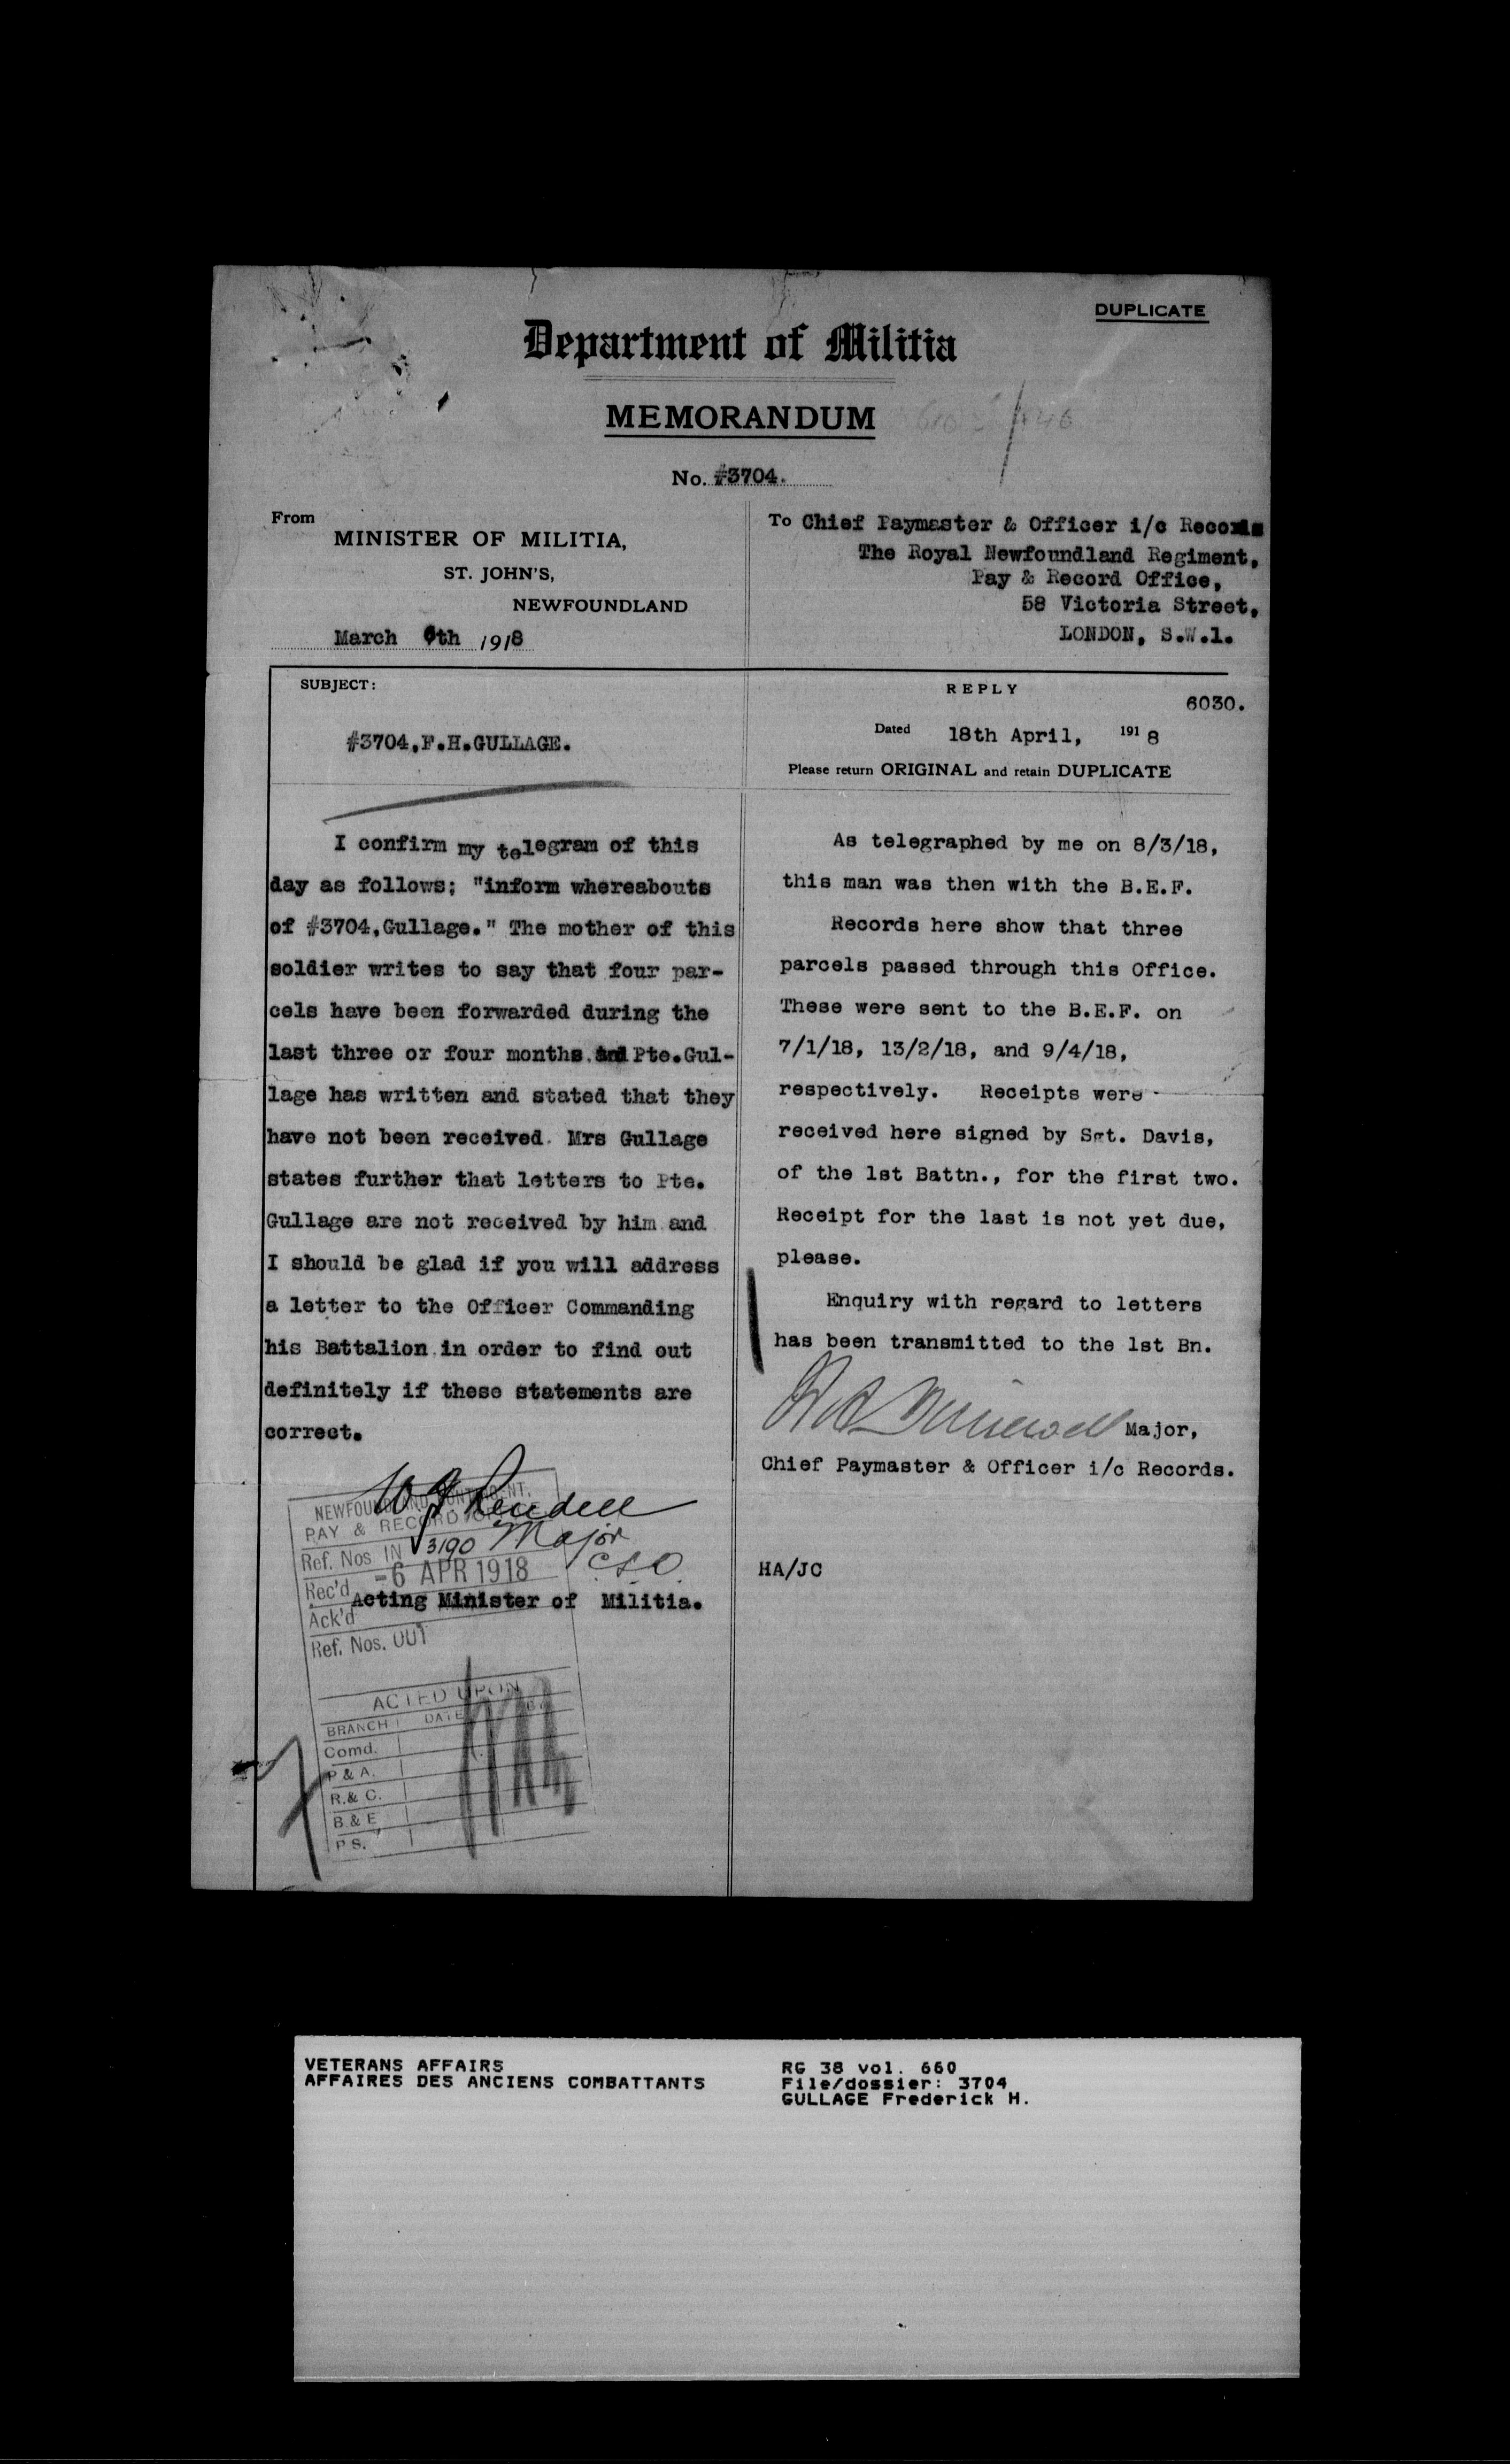 DUPLICATE
Department of Militia
MEMORANDUM
No. #3704.
From
MINISTER OF MILITIA,
ST. JOHN'S,
NEWFOUNDLAND
March 6th 1918
To Chief Paymaster & Officer i/c Records
The Royal Newfoundland Regiment,
Pay & Record Office,
58 Victoria Street,
LONDON, S.W.1.
SUBJECT:
#3704,F.H.GULLAGE.
I confirm my telegram of this
day as follows; "inform whereabouts
of #3704,Gullage." The mother of this
soldier writes to say that four par-
cels have been forwarded during the
last three or four months and Pte.Gul-
lage has written and stated that they
have not been received. Mrs Gullage
states further that letters to Pte.
Gullage are not received by him and
I should be glad if you will address
a letter to the Officer Commanding
his Battalion in order to find out
definitely if these statements are
correct.
Rendell
Major
CSO
Acting Minister of Militia.
NEWFOUNDLAND CONTINGENT,
PAY & RECORD
Ref. Nos. IN 3190
Rec'd -6 APR 1918
Ack'd
Ref. Nos. OUT
ACTED UPON
BRANCH DATE BY
Comd.
P & A.
R.& C.
B.& E
P.S.
REPLY
6030.
Dated 18th April, 1918
Please return ORIGINAL and retain DUPLICATE
As telegraphed by me on 8/3/18,
this man was then with the B.E.F.
Records here show that three
parcels passed through this Office.
These were sent to the B.E.F. on
7/1/18, 13/2/18, and 9/4/18,
respectively. Receipts were
received here signed by Sgt. Davis,
of the 1st Battn., for the first two.
Receipt for the last is not yet due,
please.
Enquiry with regard to letters
has been transmitted to the 1st Bn.
Major,
Chief Paymaster & Officer i/c Records.
HA/JC
VETERANS AFFAIRS
AFFAIRES DES ANCIENS COMBATTANTS
RG 38 vol. 660
File/dossier: 3704
GULLAGE Frederick H.